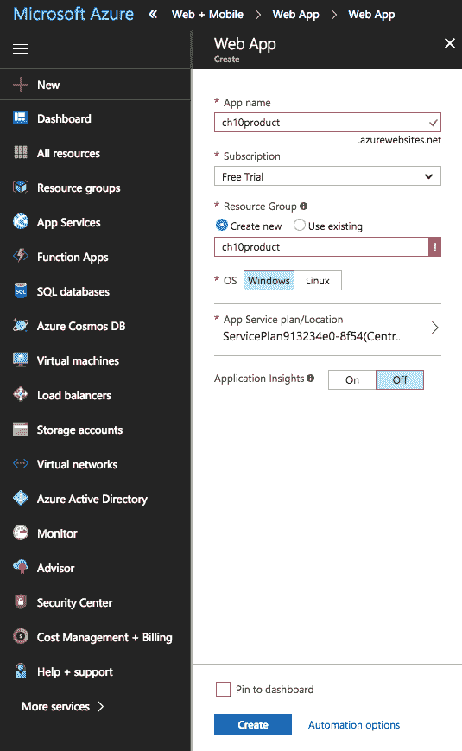 Microsoft Azure « Web + Mobile > Web App > Web App
New
Dashboard
All resources
Resource groups
App Services
Function Apps
SQL databases
Azure Cosmos DB
Virtual machines
Load balancers
Storage accounts
Virtual networks
Azure Active Directory
Monitor
Advisor
Security Center
Cost Management + Billing
Help + support
More services >
Web App
Create
* App name
ch10product
.azurewebsites.net
* Subscription
Free Trial
* Resource Group
Create new Use existing
ch10product
* OS Windows Linux
* App Service plan/Location
ServicePlan913234e0-8f54(Centr...
Application Insights On Off
Pin to dashboard
Create Automation options